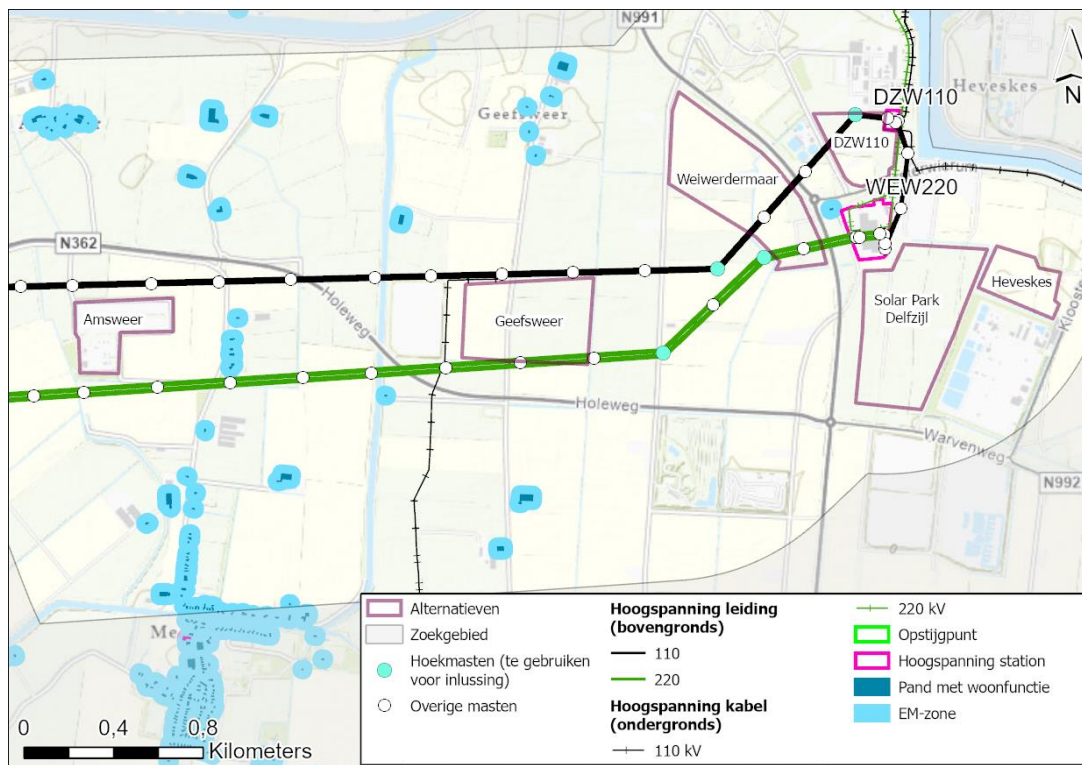 N991
Heveskes
N
DZW110
Geefsweer
DZW110
Weiwerdermaar
WEW220
N362
Holeweg
Amsweer
Geefsweer
Solar Park
Delfzijl
Heveskes
Holeweg
Warvenweg
N992
0 0,4 0,8
Kilometers
Alternatieven
Zoekgebied
Hoekmasten (te gebruiken
voor inlussing)
Overige masten
Hoogspanning leiding
(bovengronds)
110
220
Hoogspanning kabel
(ondergronds)
110 kV
220 kV
Opstijgpunt
Hoogspanning station
Pand met woonfunctie
EM-zone